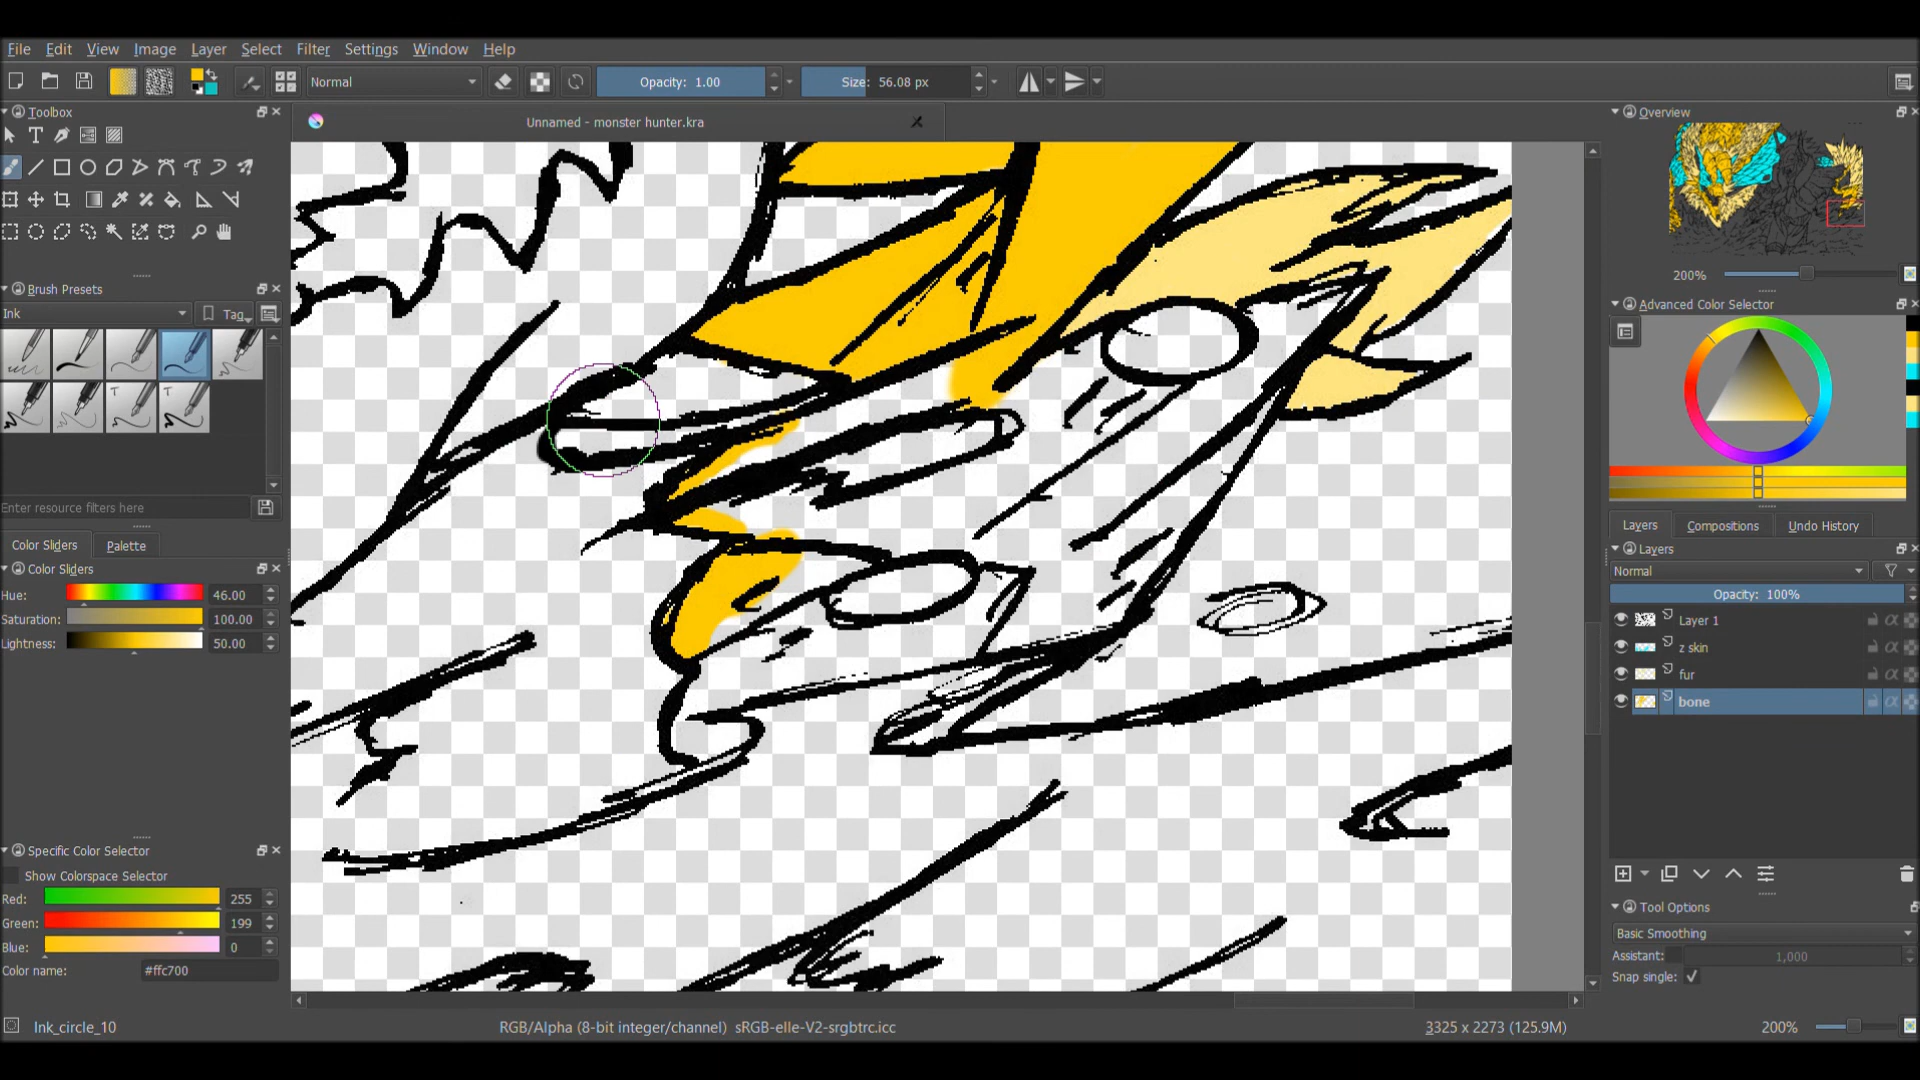 File Edit View Image Layer Select Filter Settings Window Help
Normal Opacity: 1.00 Size: 56.08 px
Toolbox
Unnamed - monster hunter.kra
Brush Presets
Ink Tag
Enter resource filters here
Color Sliders Palette
Color Sliders
Hue: 46.00
Saturation: 100.00
Lightness: 50.00
Specific Color Selector
Show Colorspace Selector
Red: 255
Green: 199
Blue: 0
Color name: #ffc700
Overview
200%
Advanced Color Selector
Layers Compositions Undo History
Layers
Normal
Opacity: 100%
Layer 1
z skin
fur
bone
Tool Options
Basic Smoothing
Assistant: 1,000
Snap single:
Ink_circle_10 RGB/Alpha (8-bit integer/channel) sRGB-elle-V2-srgbtrc.icc 3325 x 2273 (125.9M) 200%